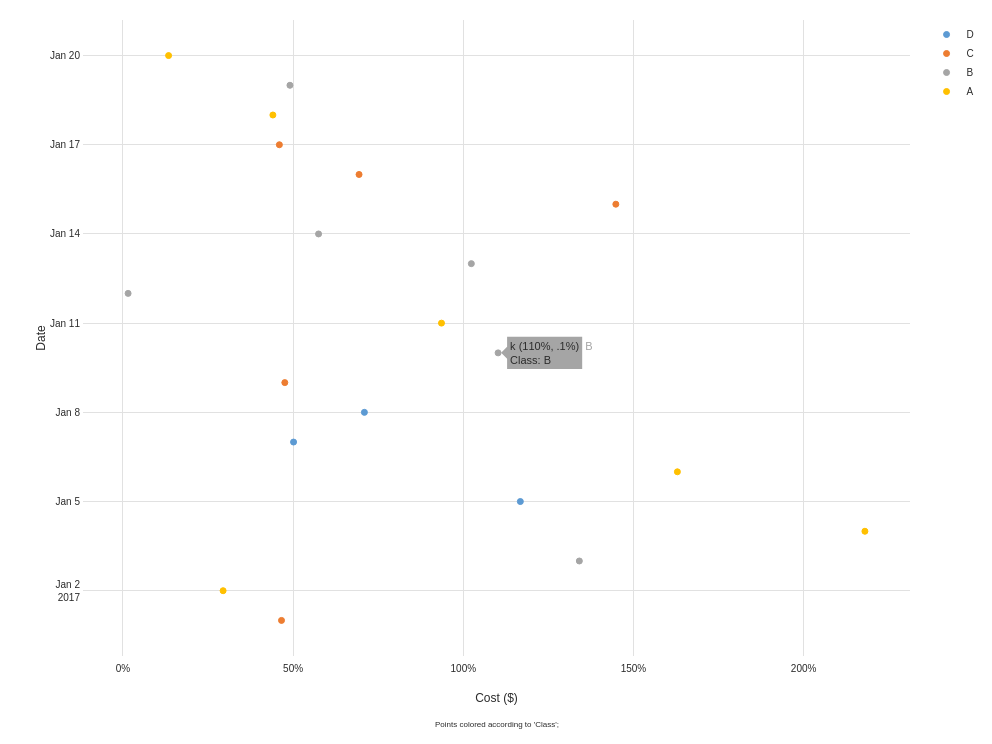 D
C
B
A
Jan 20
Jan 17
Jan 14
Jan 11
Date
k (110%, .1%) B
Class: B
Jan 8
Jan 5
Jan 2
2017
0% 50% 100% 150% 200%
Cost ($)
Points colored according to 'Class';